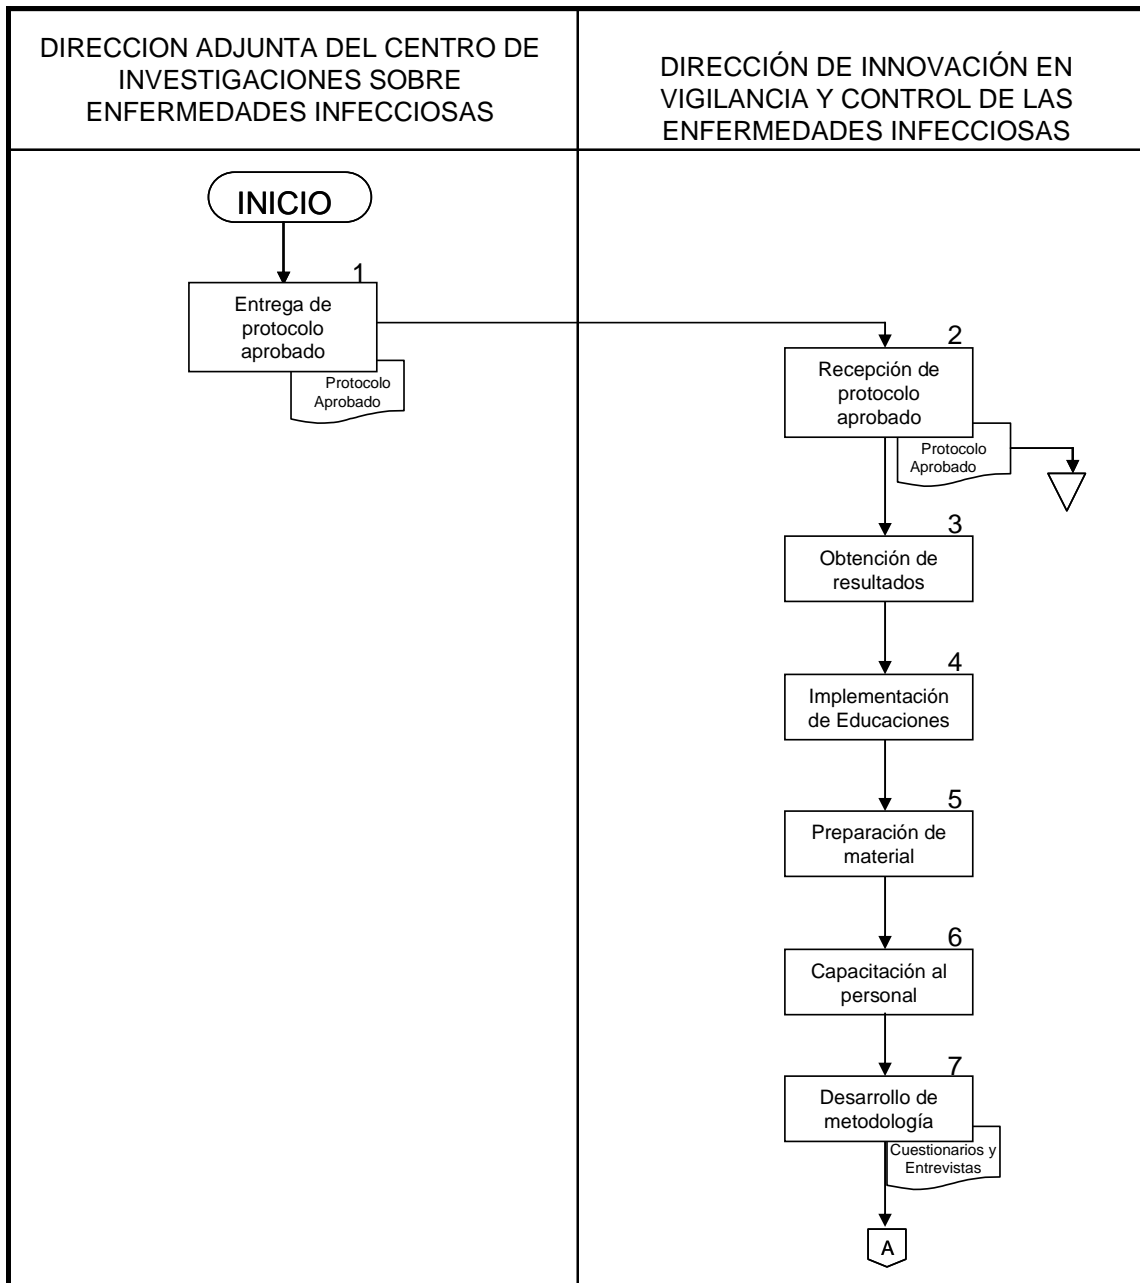 DIRECCION ADJUNTA DEL CENTRO DE
INVESTIGACIONES SOBRE
ENFERMEDADES INFECCIOSAS
DIRECCIÓN DE INNOVACIÓN EN
VIGILANCIA Y CONTROL DE LAS
ENFERMEDADES INFECCIOSAS
INICIO
1
Entrega de
protocolo
aprobado
Protocolo
Aprobado
2
Recepción de
protocolo
aprobado
Protocolo
Aprobado
3
Obtención de
resultados
4
Implementación
de Educaciones
5
Preparación de
material
6
Capacitación al
personal
7
Desarrollo de
metodología
Cuestionarios y
Entrevistas
A